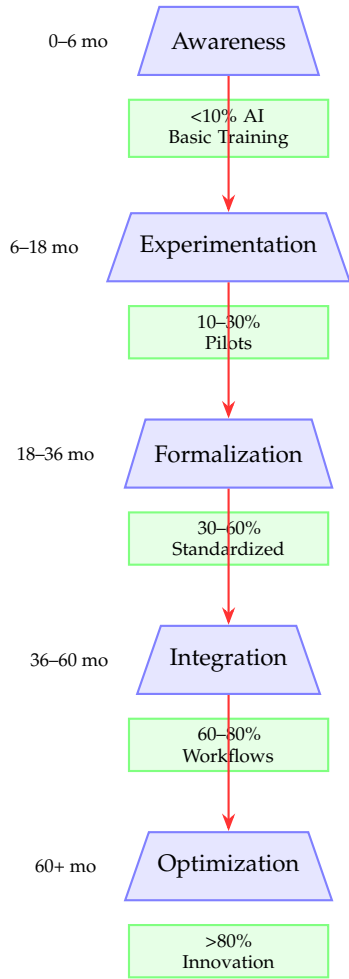 0–6 mo
Awareness
<10% AI
Basic Training
6–18 mo
Experimentation
10–30%
Pilots
18–36 mo
Formalization
30–60%
Standardized
36–60 mo
Integration
60–80%
Workflows
60+ mo
Optimization
>80%
Innovation